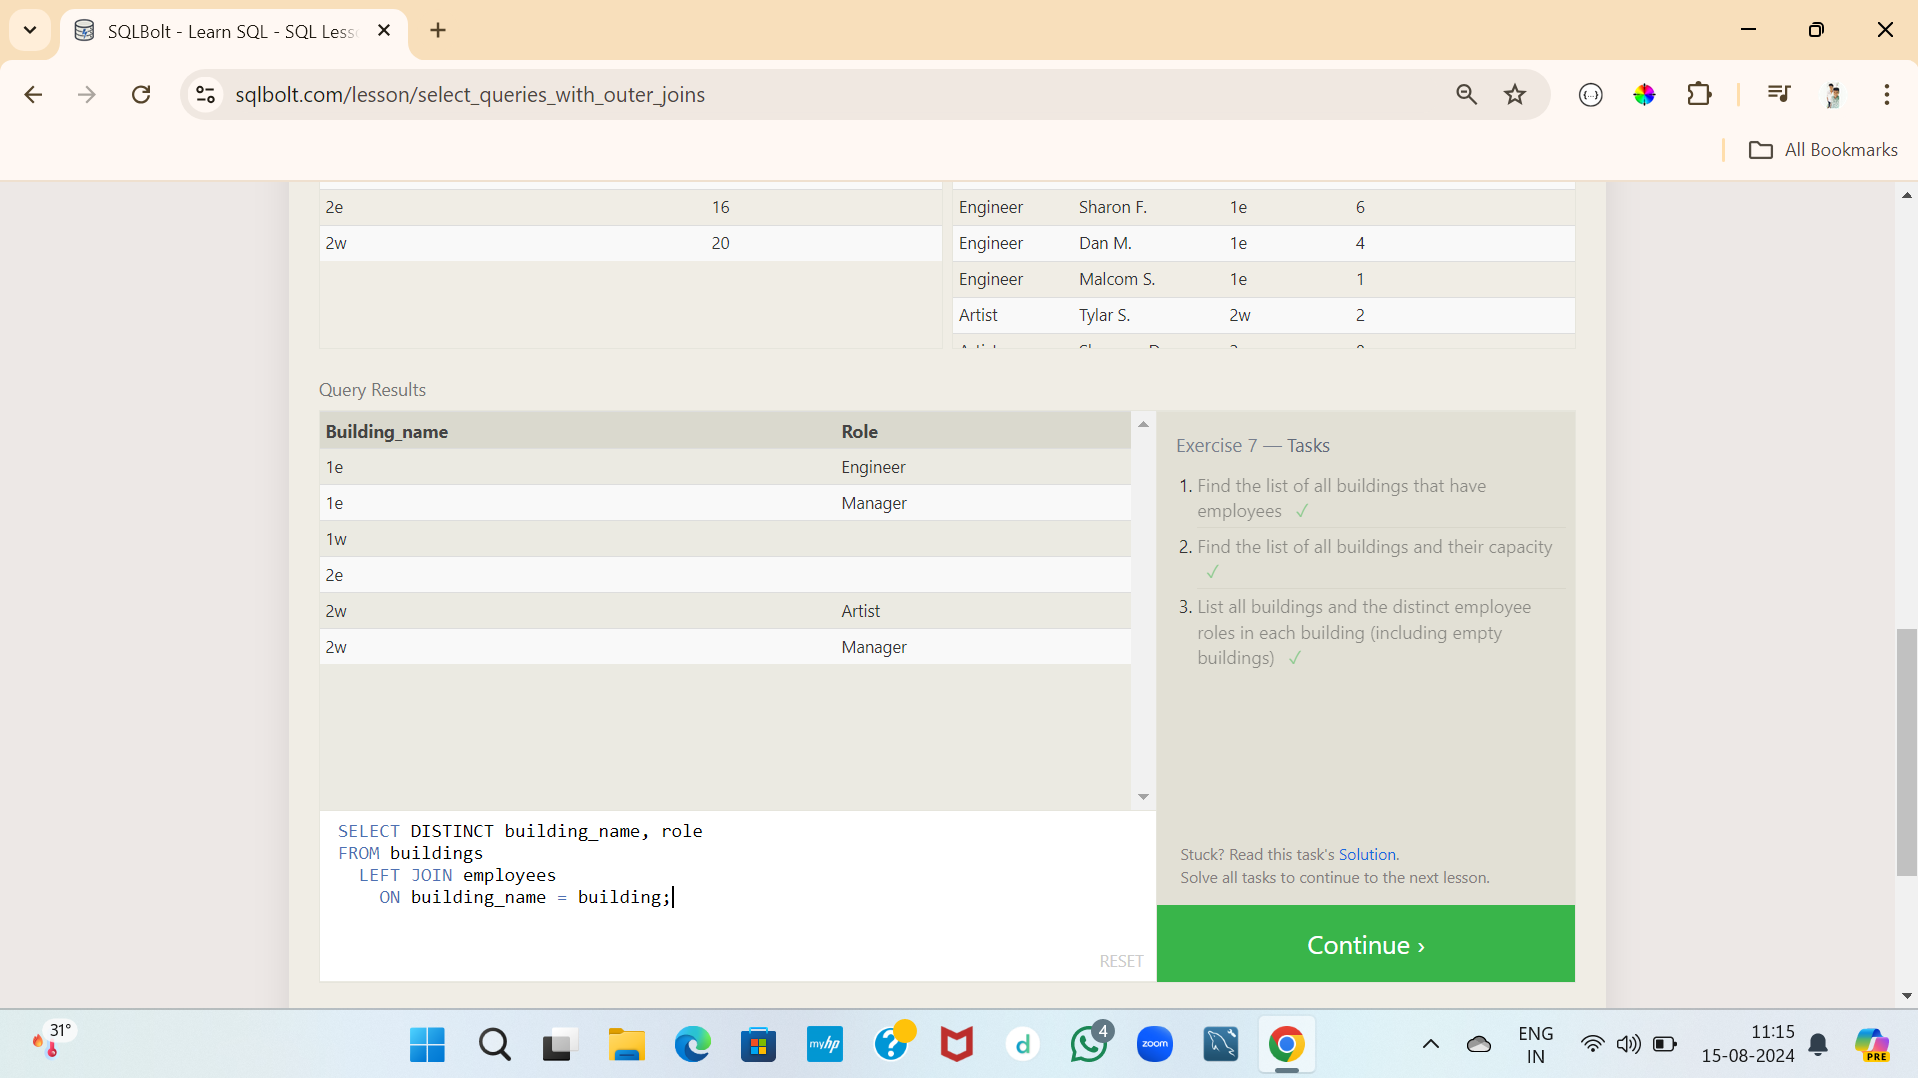 SQLBolt - Learn SQL - SQL Less
sqlbolt.com/lesson/select_queries_with_outer_joins
All Bookmarks
2e 16
2w 20
Engineer Sharon F. 1e 6
Engineer Dan M. 1e 4
Engineer Malcom S. 1e 1
Artist Tylar S. 2w 2
Query Results
Building_name Role
1e Engineer
1e Manager
1w
2e
2w Artist
2w Manager
Exercise 7 — Tasks
1. Find the list of all buildings that have
employees ✓
2. Find the list of all buildings and their capacity
✓
3. List all buildings and the distinct employee
roles in each building (including empty
buildings) ✓
SELECT DISTINCT building_name, role
FROM buildings
LEFT JOIN employees
ON building_name = building;
RESET
Stuck? Read this task's Solution.
Solve all tasks to continue to the next lesson.
Continue ›
31°
myhp
d
4
zoom
ENG
IN
11:15
15-08-2024
PRE